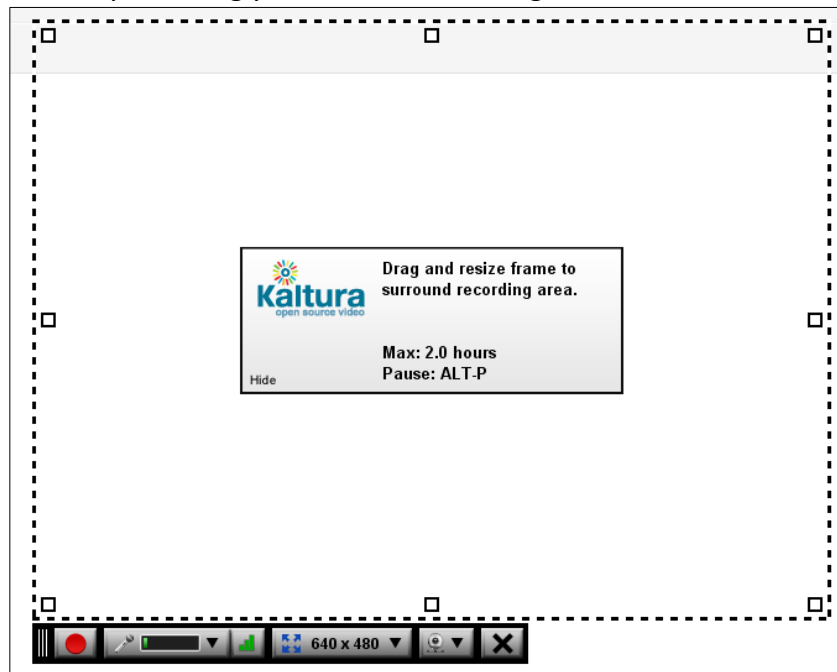 Drag and resize frame to
surround recording area.
Kaltura
open source video
Max: 2.0 hours
Pause: ALT-P
Hide
640 x 480